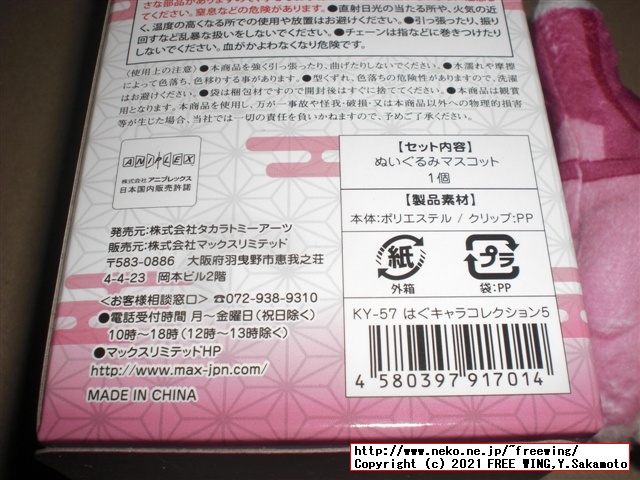 さな部品がありますので
てください。窒息などの危険があります。●直射日光の当たる所や、火気の近
く、温度の高くなる所での使用や放置はお避けください。●引っ張ったり、振り
回すなど乱暴な扱いをしないでください。●チェーンは指などに巻きつけたり
しないでください。血がかよわなくなり危険です。
〈使用上の注意〉●本商品を強く引っ張ったり、曲げたりしないでください。●水濡れや摩擦
によって色落ち、色移りする事があります。●型くずれ、色落ちの危険性がありますので、洗濯
はお避けください。●袋は梱包材ですので開封後はすぐに捨ててください。●本商品は観賞
用となります。本商品を使用し、万が一事故や怪我・破損・又は本商品以外への物理的損害
等が生じた場合、当社では一切の責任を負いかねますので、予めご了承ください。
ANIPLEX
株式会社アニプレックス
日本国内販売許諾
発売元:株式会社タカラトミーアーツ
販売元:株式会社マックスリミテッド
〒583-0886 大阪府羽曳野市恵我之荘
4-4-23 岡本ビル2階
<お客様相談窓口>☎072-938-9310
●電話受付時間 月〜金曜日(祝日除く)
10時〜18時(12時〜13時除く)
●マックスリミテッドHP
http://www.max-jpn.com/
MADE IN CHINA
【セット内容】
ぬいぐるみマスコット
1個
【製品素材】
本体:ポリエステル / クリップ:PP
紙
外箱
プラ
袋:PP
KY-57 はぐキャラコレクション5
4 580397 917014
http://www.neko.ne.jp/~freewing/
Copyright (c) 2021 FREE WING,Y.Sakamoto